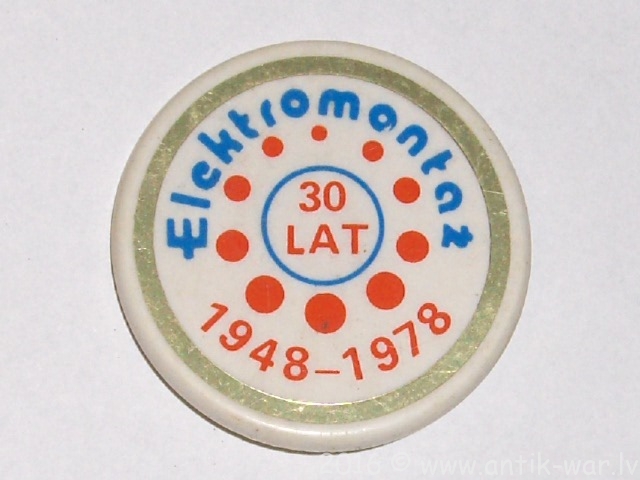 Elektromontaż
30
LAT
1948-1978
2016 © www.antik-war.lv